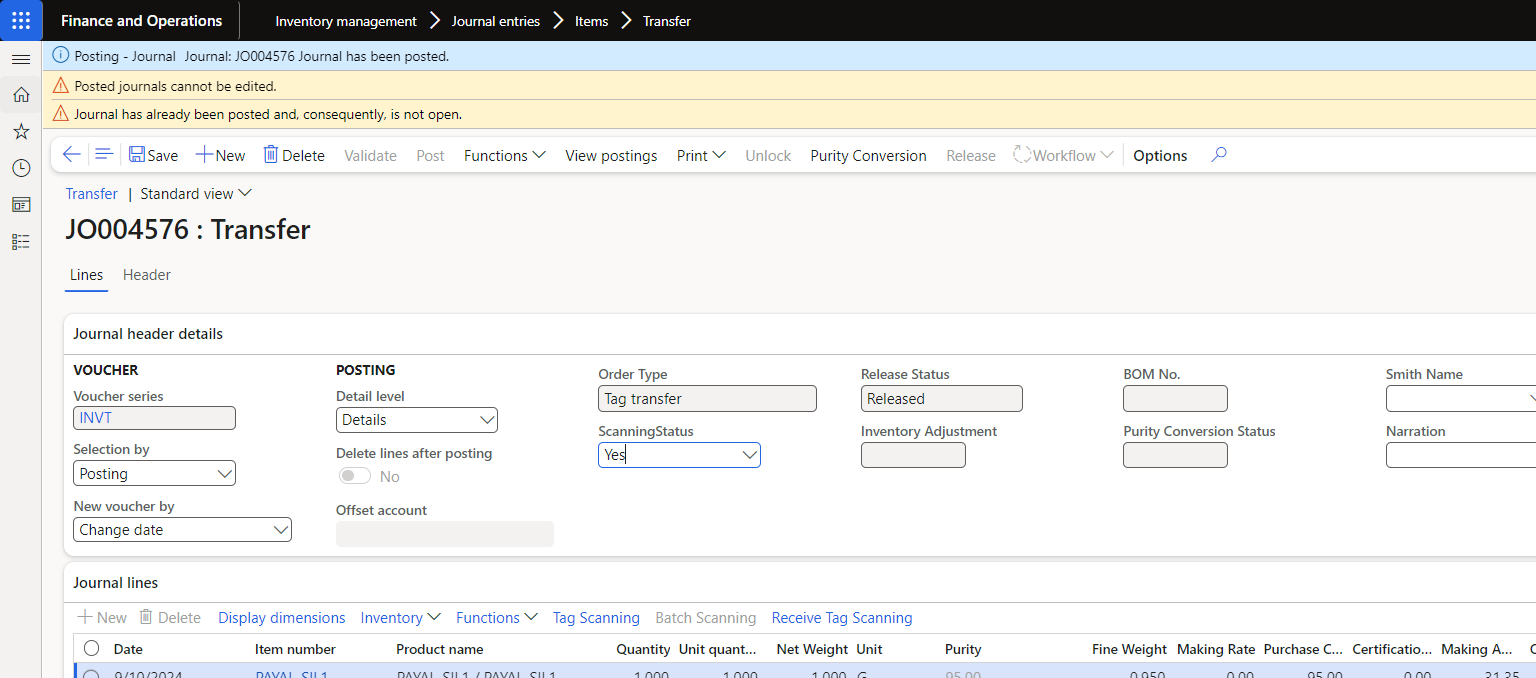 Finance and Operations Inventory management Journal entries Items Transfer
Posting - Journal Journal: JO004576 Journal has been posted.
Posted journals cannot be edited.
Journal has already been posted and, consequently, is not open.
Save New Delete Validate Post Functions View postings Print Unlock Purity Conversion Release Workflow Options
Transfer | Standard view
JO004576 : Transfer
Lines Header
Journal header details
VOUCHER POSTING Order Type Release Status BOM No. Smith Name
Voucher series Detail level
INVT Details Tag transfer Released
Selection by Delete lines after posting ScanningStatus Inventory Adjustment Purity Conversion Status Narration
Posting No Yes
New voucher by Offset account
Change date
Journal lines
New Delete Display dimensions Inventory Functions Tag Scanning Batch Scanning Receive Tag Scanning
Date Item number Product name Quantity Unit quant... Net Weight Unit Purity Fine Weight Making Rate Purchase C... Certificatio... Making A...
9/10/2024 PAYAL_SIL1 PAYAL_SIL1 / PAYAL_SIL1 1.000 1.000 1.000 G 95.00 0.950 0.00 95.00 0.00 31.35